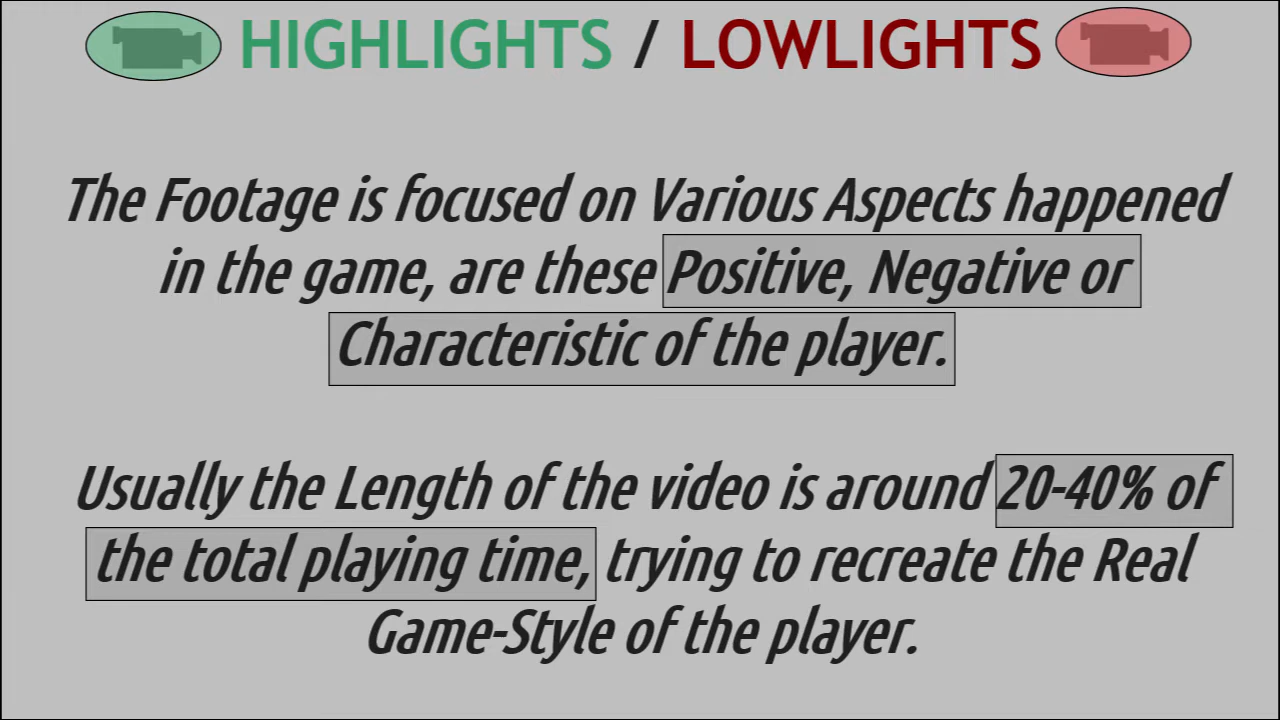 HIGHLIGHTS / LOWLIGHTS
The Footage is focused on Various Aspects happened
in the game, are these Positive, Negative or
Characteristic of the player.
Usually the Length of the video is around 20-40% of
the total playing time, trying to recreate the Real
Game-Style of the player.